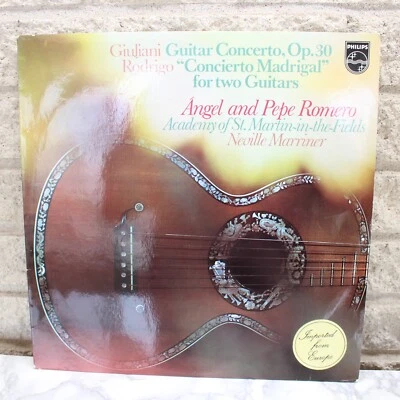 Giuliani Guitar Concerto, Op. 30
Rodrigo "Concierto Madrigal"
for two Guitars
PHILIPS
Ángel and Pepe Romero
Academy of St. Martin-in-the-Fields
Neville Marriner
Imported
from
Europe